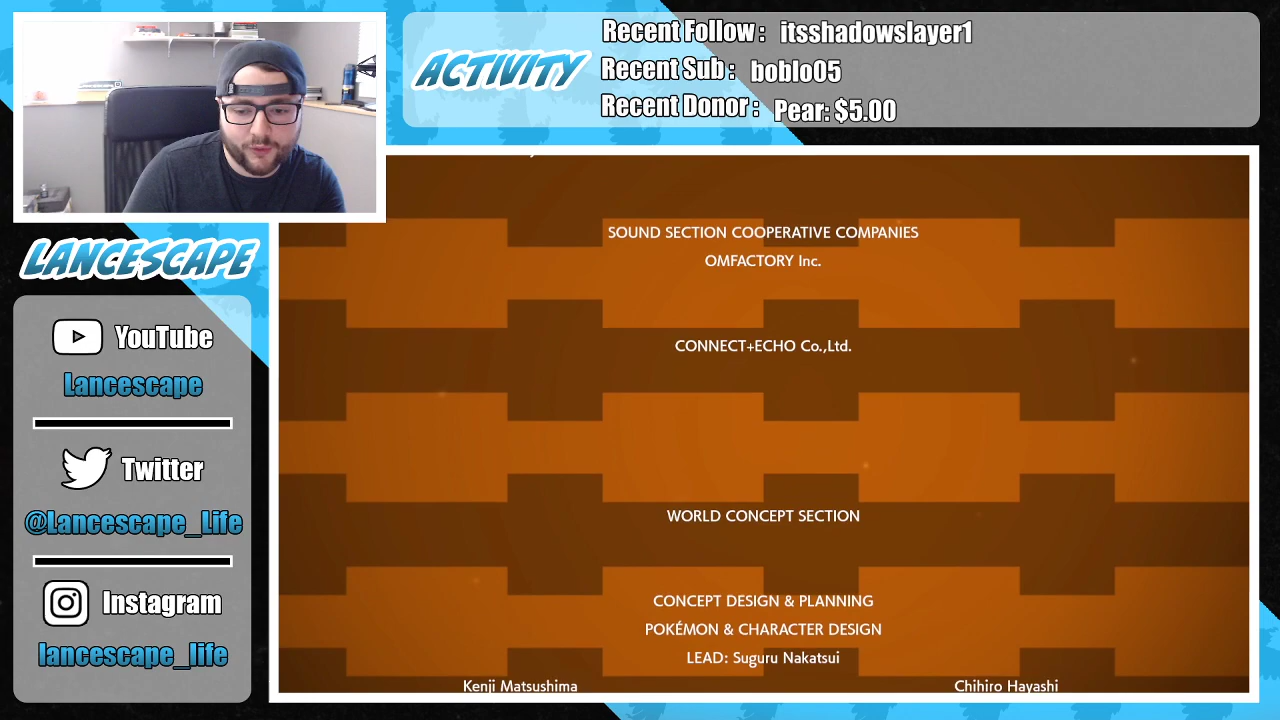 ACTIVITY
Recent Follow : itsshadowslayer1
Recent Sub : boblo05
Recent Donor : Pear: $5.00
LANCESCAPE
YouTube
Lancescape
Twitter
@Lancescape_Life
Instagram
lancescape_life
SOUND SECTION COOPERATIVE COMPANIES
OMFACTORY Inc.
CONNECT+ECHO Co.,Ltd.
WORLD CONCEPT SECTION
CONCEPT DESIGN & PLANNING
POKÉMON & CHARACTER DESIGN
LEAD: Suguru Nakatsui
Kenji Matsushima Chihiro Hayashi